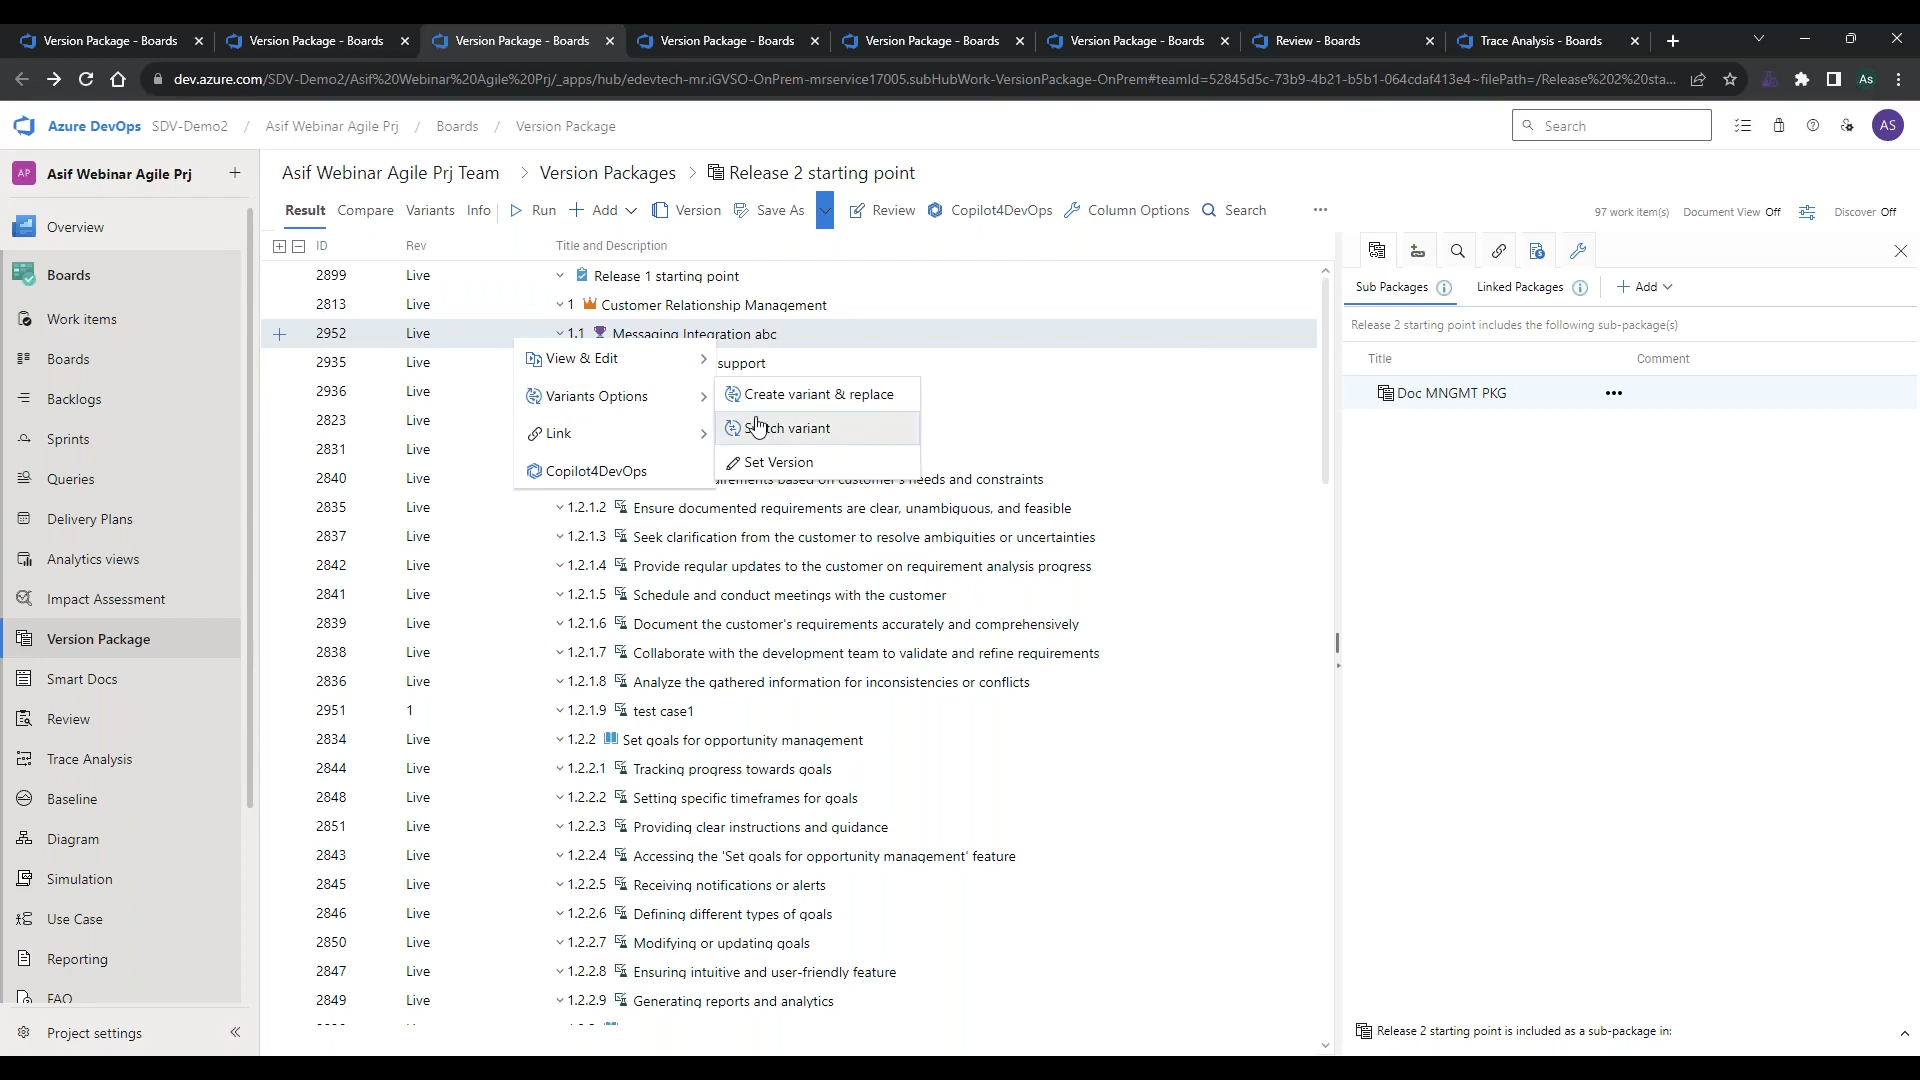 Version Package - Boards
Version Package - Boards
Version Package - Boards
Version Package - Boards
Version Package - Boards
Version Package - Boards
Review - Boards
Trace Analysis - Boards
dev.azure.com/SDV-Demo2/Asif%20Webinar%20Agile%20Prj/_apps/hub/edevtech-mr.iGVSO-OnPrem-mrservice17005.subHubWork-VersionPackage-OnPrem#teamId=52845d5c-73b9-4b21-b5b1-064cdaf413e4~filePath=/Release%202%20sta...
As
Azure DevOps SDV-Demo2 / Asif Webinar Agile Prj / Boards / Version Package
Search
AS
AP Asif Webinar Agile Prj
Overview
Boards
Work items
Boards
Backlogs
Sprints
Queries
Delivery Plans
Analytics views
Impact Assessment
Version Package
Smart Docs
Review
Trace Analysis
Baseline
Diagram
Simulation
Use Case
Reporting
FAQ
Project settings
Asif Webinar Agile Prj Team > Version Packages > Release 2 starting point
Result Compare Variants Info Run Add Version Save As Review Copilot4DevOps Column Options Search ...
97 work item(s) Document View Off Discover Off
ID Rev Title and Description
2899 Live Release 1 starting point
2813 Live 1 Customer Relationship Management
2952 Live 1.1 Messaging Integration abc
2935 Live support
2936 Live
2823 Live
2831 Live
2840 Live needs and constraints
2835 Live 1.2.1.2 Ensure documented requirements are clear, unambiguous, and feasible
2837 Live 1.2.1.3 Seek clarification from the customer to resolve ambiguities or uncertainties
2842 Live 1.2.1.4 Provide regular updates to the customer on requirement analysis progress
2841 Live 1.2.1.5 Schedule and conduct meetings with the customer
2839 Live 1.2.1.6 Document the customer's requirements accurately and comprehensively
2838 Live 1.2.1.7 Collaborate with the development team to validate and refine requirements
2836 Live 1.2.1.8 Analyze the gathered information for inconsistencies or conflicts
2951 1 1.2.1.9 test case1
2834 Live 1.2.2 Set goals for opportunity management
2844 Live 1.2.2.1 Tracking progress towards goals
2848 Live 1.2.2.2 Setting specific timeframes for goals
2851 Live 1.2.2.3 Providing clear instructions and guidance
2843 Live 1.2.2.4 Accessing the 'Set goals for opportunity management' feature
2845 Live 1.2.2.5 Receiving notifications or alerts
2846 Live 1.2.2.6 Defining different types of goals
2850 Live 1.2.2.7 Modifying or updating goals
2847 Live 1.2.2.8 Ensuring intuitive and user-friendly feature
2849 Live 1.2.2.9 Generating reports and analytics
View & Edit
Variants Options
Link
Copilot4DevOps
Create variant & replace
variant
Set Version
Sub Packages Linked Packages Add
Release 2 starting point includes the following sub-package(s)
Title Comment
Doc MNGMT PKG ...
Release 2 starting point is included as a sub-package in: